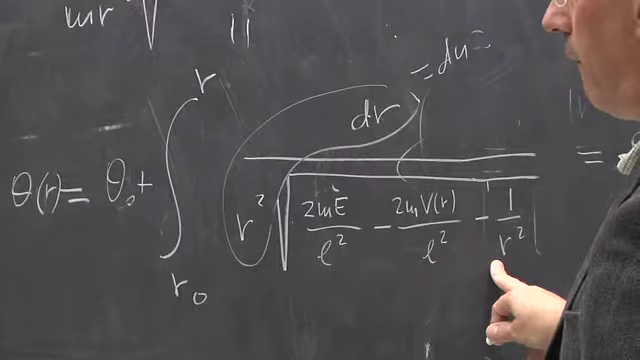 mr √
r
= du =
dr
θ(r) = θ₀ + ∫ r² √ 2mE/ℓ² - 2mV(r)/ℓ² - 1/r² =
r₀